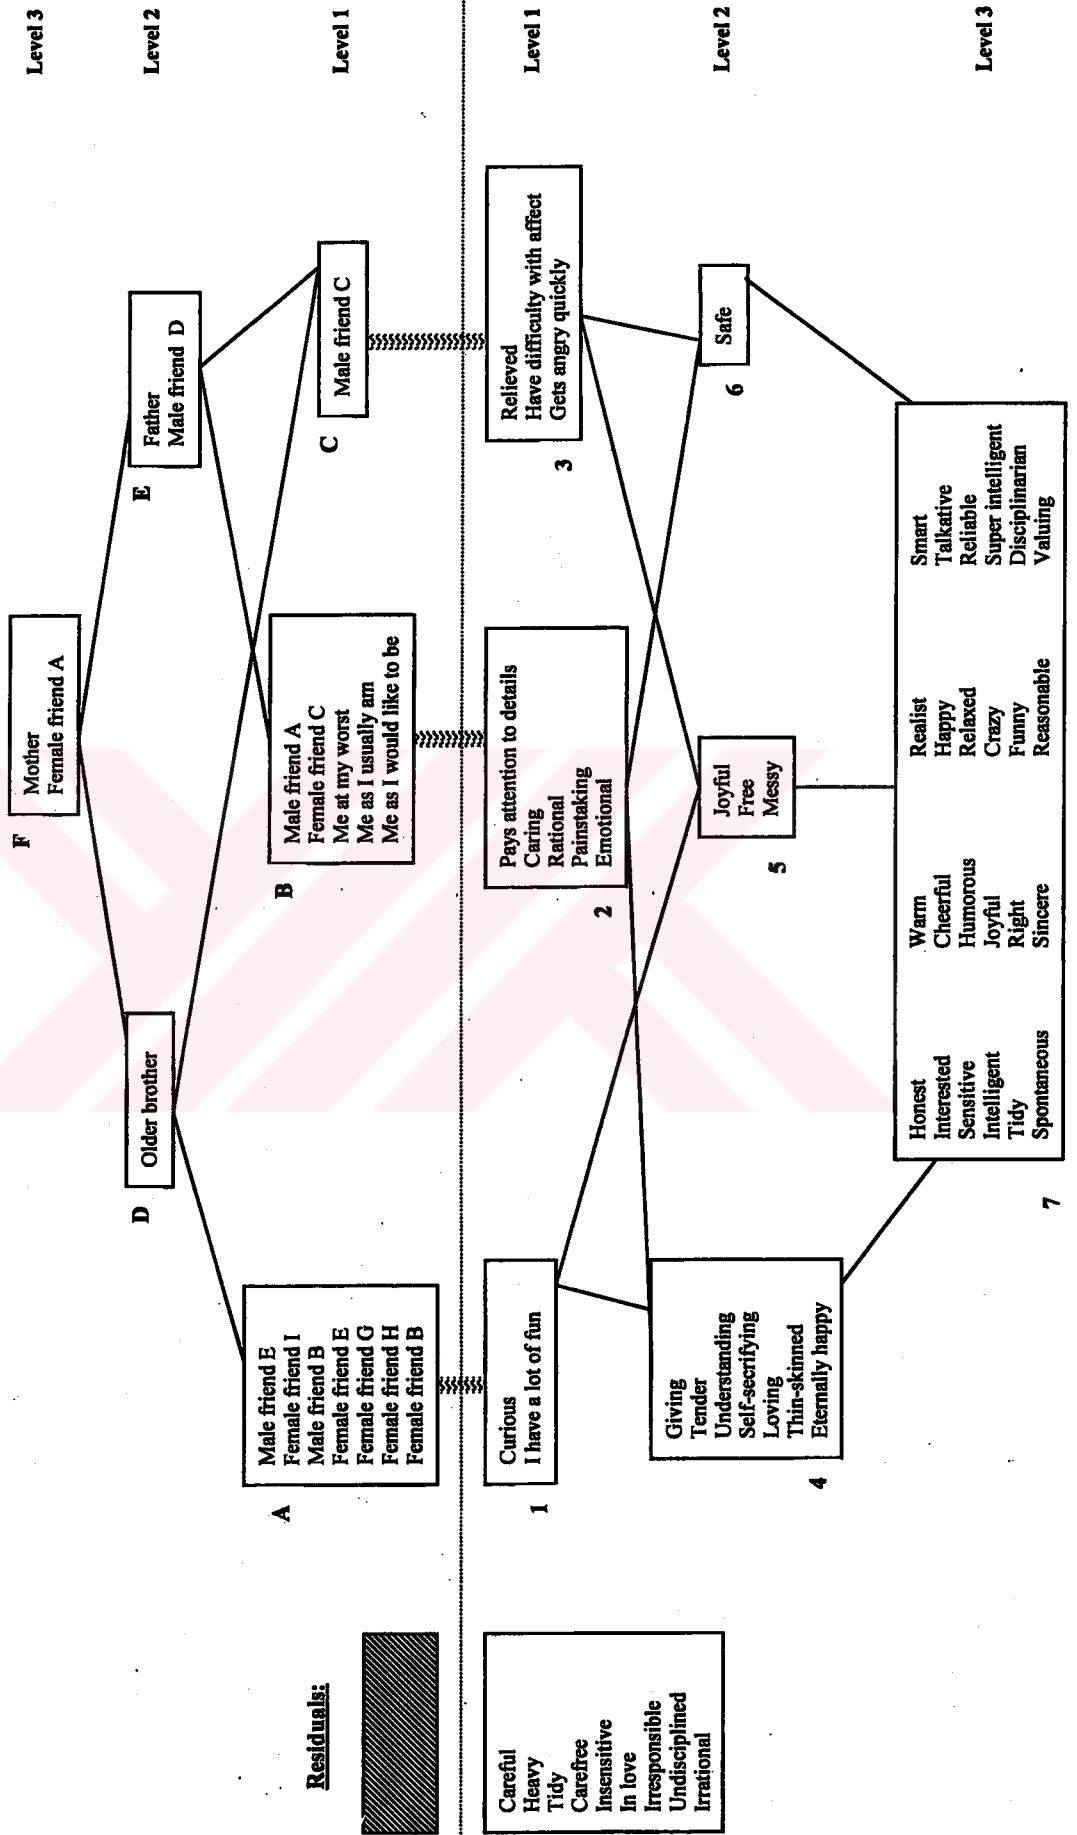 F
Mother
Female friend A
Level 3
D
Older brother
E
Father
Male friend D
Level 2
A
Male friend E
Female friend I
Male friend B
Female friend E
Female friend G
Female friend H
Female friend B
B
Male friend A
Female friend C
Me at my worst
Me as I usually am
Me as I would like to be
C
Male friend C
Level 1
Residuals:
Careful
Heavy
Tidy
Carefree
Insensitive
In love
Irresponsible
Undisciplined
Irrational
1
Curious
I have a lot of fun
2
Pays attention to details
Caring
Rational
Painstaking
Emotional
3
Relieved
Have difficulty with affect
Gets angry quickly
Level 1
4
Giving
Tender
Understanding
Self-secrifying
Loving
Thin-skinned
Eternally happy
5
Joyful
Free
Messy
6
Safe
Level 2
7
Honest
Interested
Sensitive
Intelligent
Tidy
Spontaneous
Warm
Cheerful
Humorous
Joyful
Right
Sincere
Realist
Happy
Relaxed
Crazy
Funny
Reasonable
Smart
Talkative
Reliable
Super intelligent
Disciplinarian
Valuing
Level 3